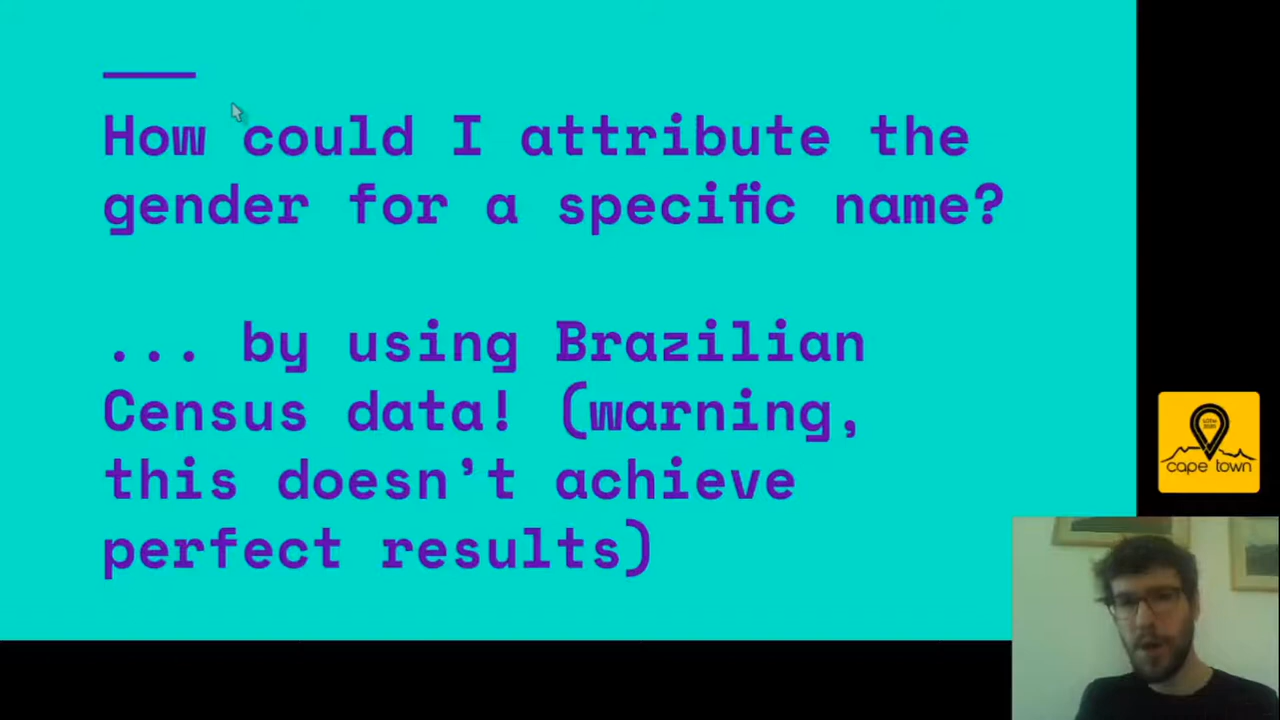 How could I attribute the
gender for a specific name?
... by using Brazilian
Census data! (warning,
this doesn't achieve
perfect results)
cape town